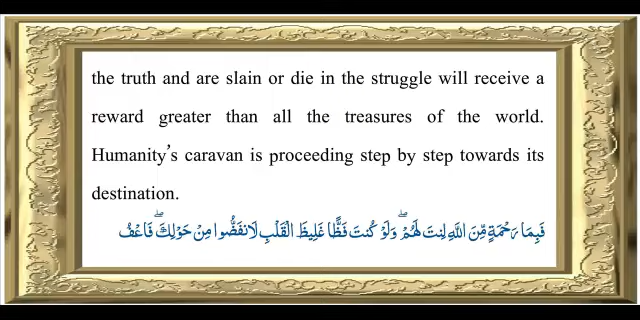 the truth and are slain or die in the struggle will receive a
reward greater than all the treasures of the world.
Humanity's caravan is proceeding step by step towards its
destination.
فَبِمَا رَحْمَةٍ مِّنَ اللَّهِ لِنتَ لَهُمْ ۖ وَلَوْ كُنتَ فَظًّا غَلِيظَ الْقَلْبِ لَانفَضُّوا مِنْ حَوْلِكَ ۖ فَاعْفُ